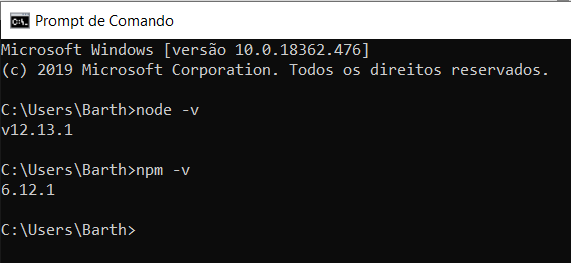 Prompt de Comando
Microsoft Windows [versão 10.0.18362.476]
(c) 2019 Microsoft Corporation. Todos os direitos reservados.
C:\Users\Barth>node -v
v12.13.1
C:\Users\Barth>npm -v
6.12.1
C:\Users\Barth>